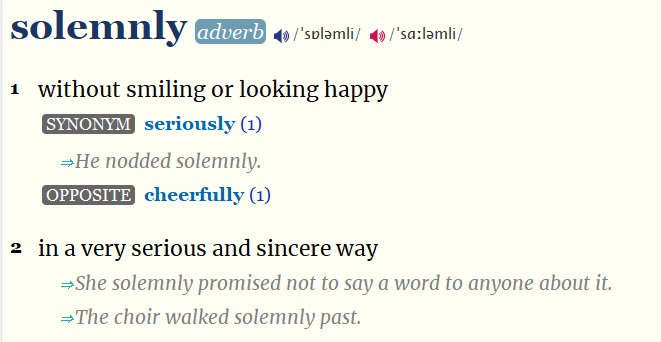 solemnly adverb /ˈsɒləmli/ /ˈsɑːləmli/
1 without smiling or looking happy
SYNONYM seriously (1)
⇒He nodded solemnly.
OPPOSITE cheerfully (1)
2 in a very serious and sincere way
⇒She solemnly promised not to say a word to anyone about it.
⇒The choir walked solemnly past.